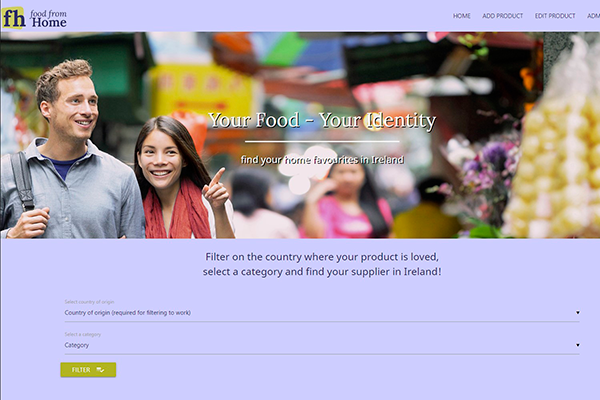 fh food from
Home
HOME ADD PRODUCT EDIT PRODUCT ADM
Your Food - Your Identity
find your home favourites in Ireland
Filter on the country where your product is loved,
select a category and find your supplier in Ireland!
Select country of origin
Country of origin (required for filtering to work)
Select a category
Category
FILTER